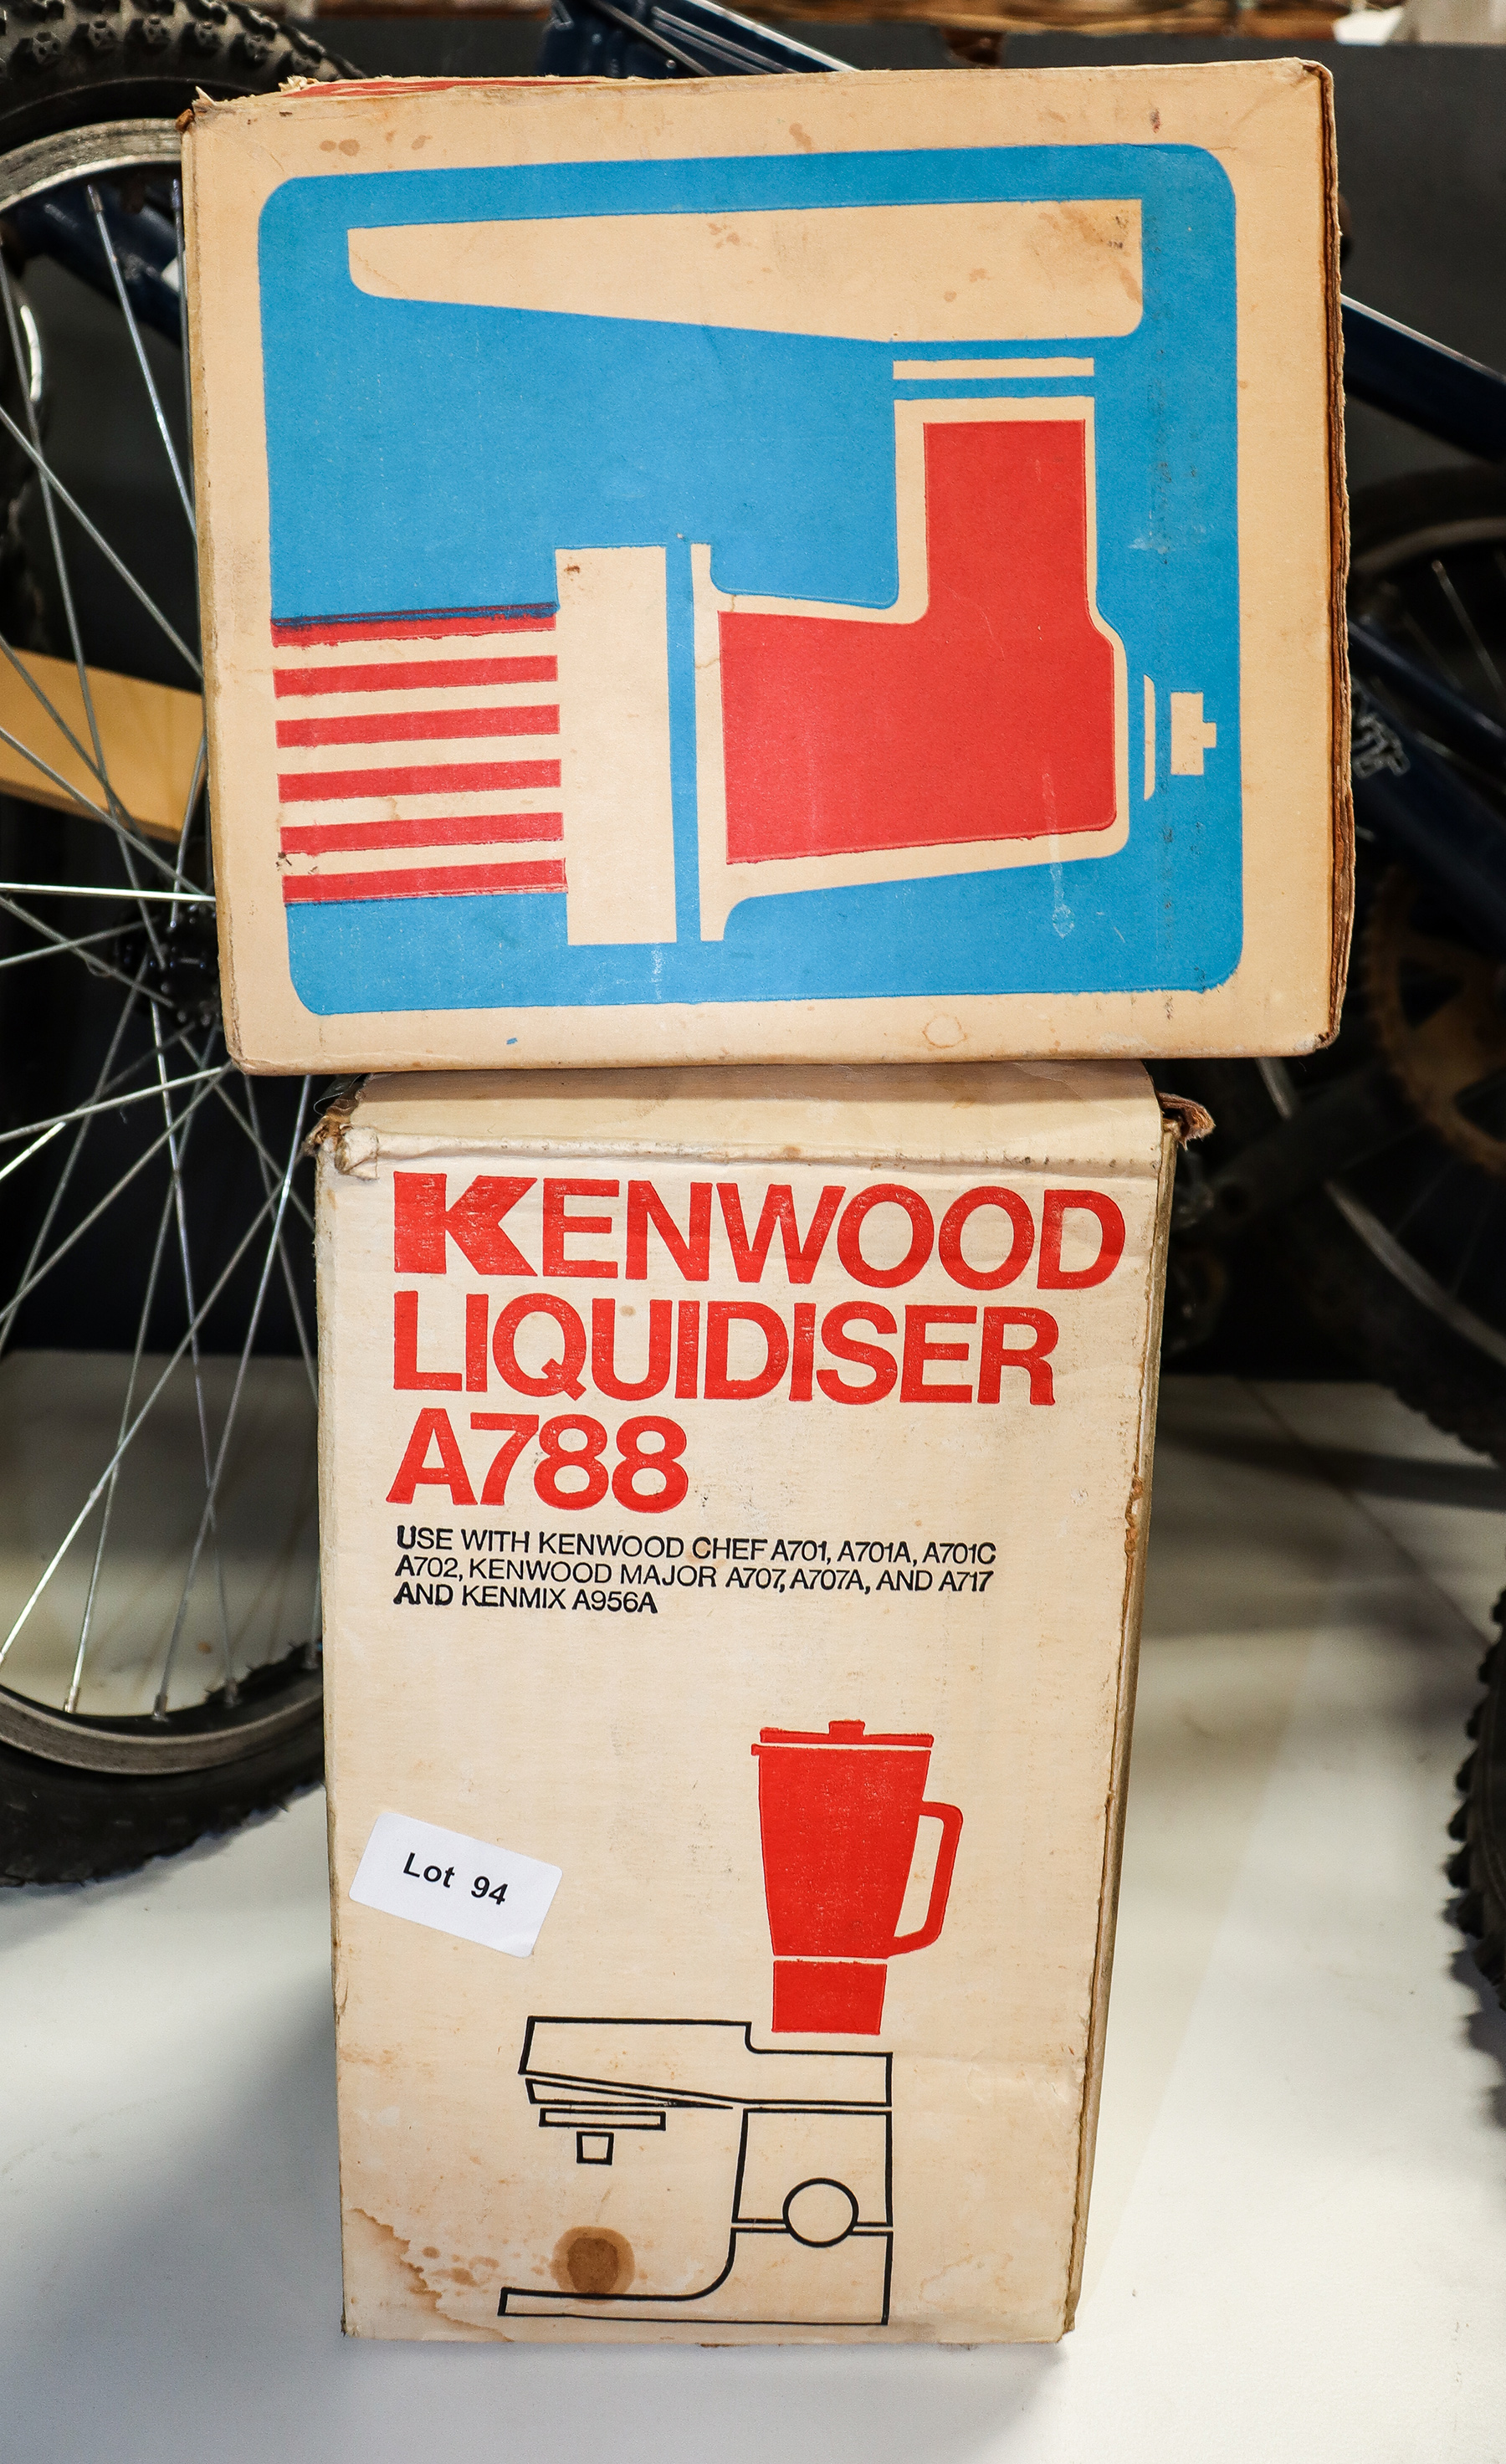 KENWOOD
LIQUIDISER
A788
USE WITH KENWOOD CHEF A701, A701A, A701C
A702, KENWOOD MAJOR A707, A707A, AND A717
AND KENMIX A956A
Lot 94